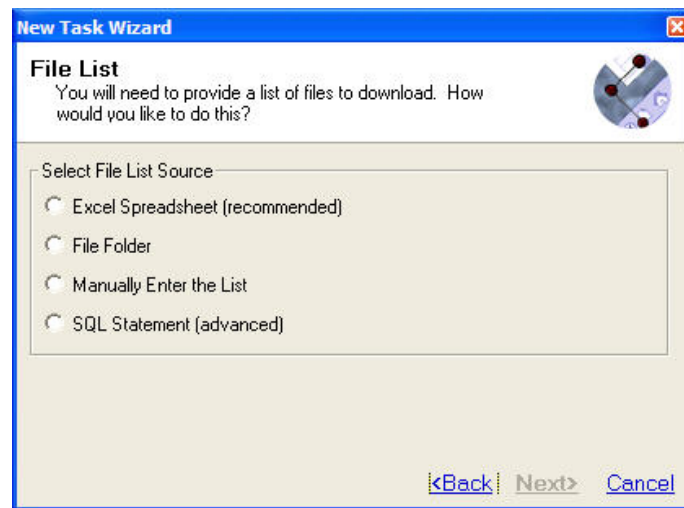 New Task Wizard
File List
You will need to provide a list of files to download. How
would you like to do this?
Select File List Source
Excel Spreadsheet (recommended)
File Folder
Manually Enter the List
SQL Statement (advanced)
<Back Next> Cancel